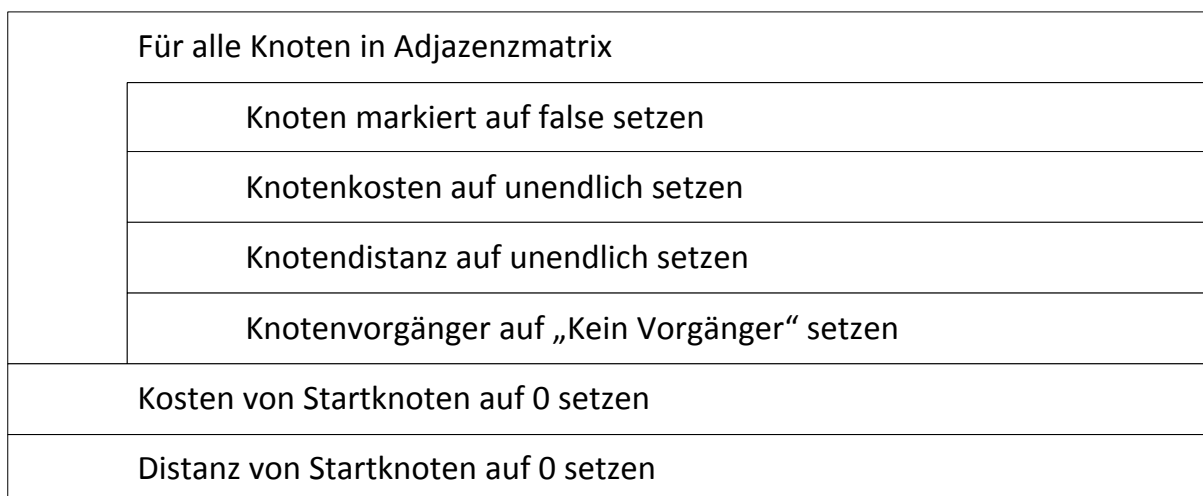 Für alle Knoten in Adjazenzmatrix
Knoten markiert auf false setzen
Knotenkosten auf unendlich setzen
Knotendistanz auf unendlich setzen
Knotenvorgänger auf „Kein Vorgänger“ setzen
Kosten von Startknoten auf 0 setzen
Distanz von Startknoten auf 0 setzen